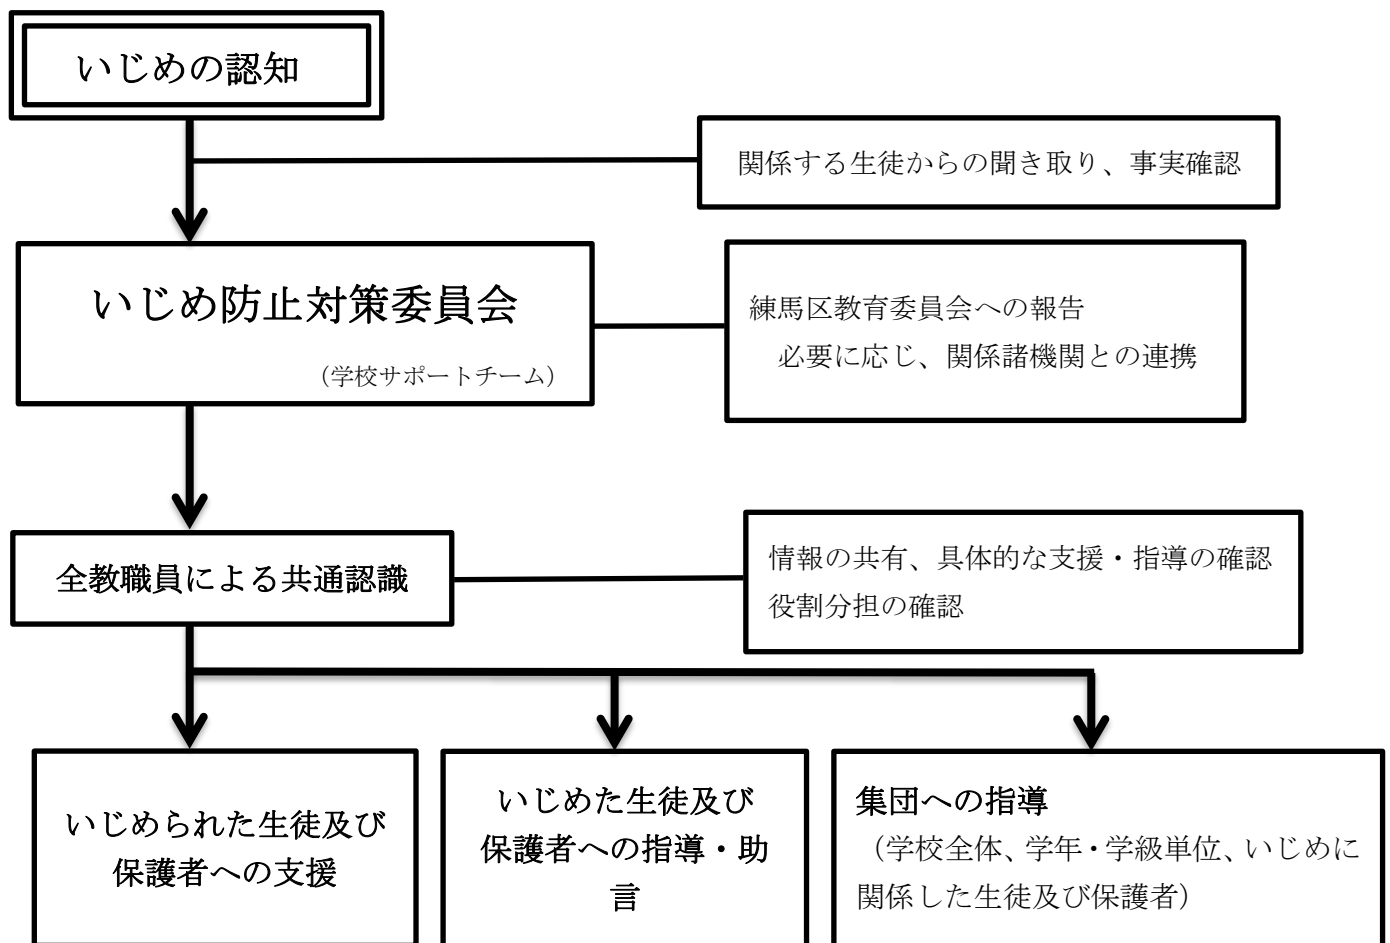 いじめの認知
関係する生徒からの聞き取り、事実確認
いじめ防止対策委員会
（学校サポートチーム）
練馬区教育委員会への報告
必要に応じ、関係諸機関との連携
全教職員による共通認識
情報の共有、具体的な支援・指導の確認
役割分担の確認
いじめられた生徒及び
保護者への支援
いじめた生徒及び
保護者への指導・助
言
集団への指導
（学校全体、学年・学級単位、いじめに
関係した生徒及び保護者）